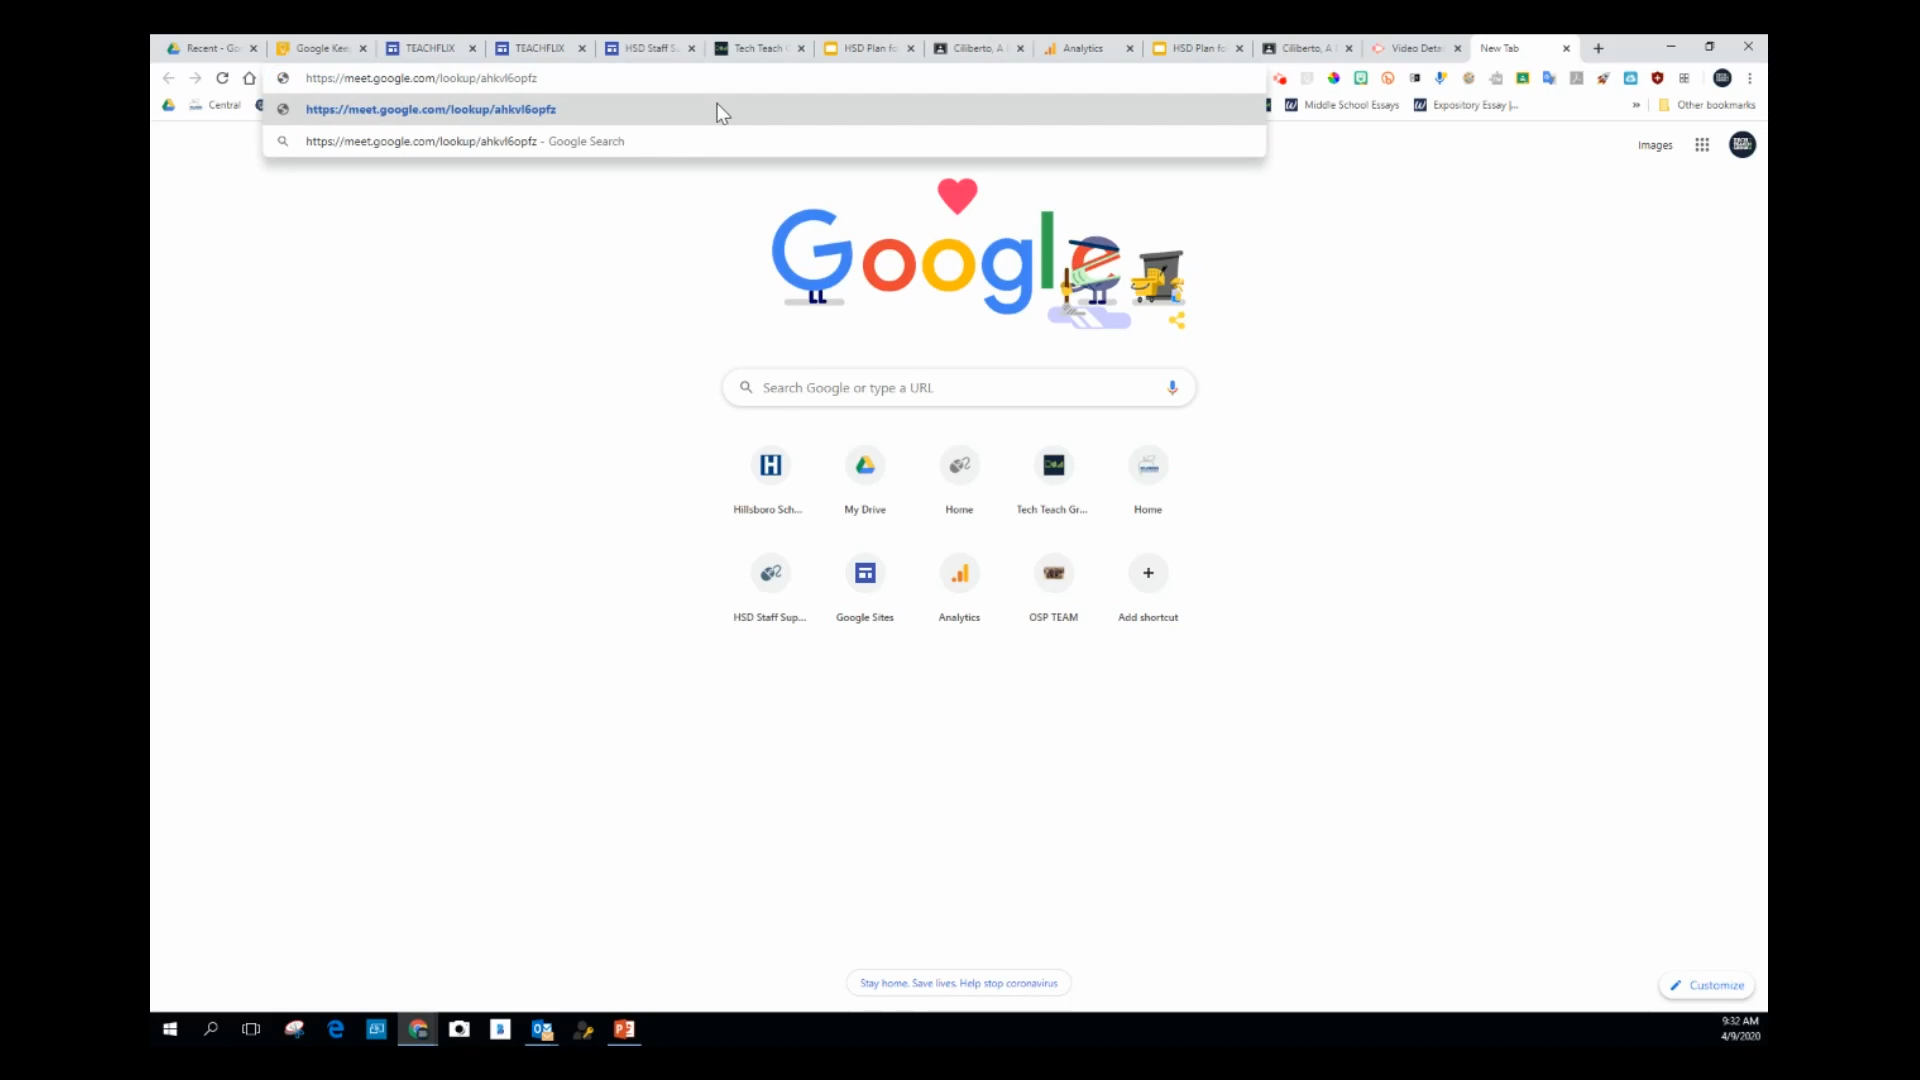 Recent - Go
Google Kee
TEACHFLIX
TEACHFLIX
HSD Staff S
Tech Teach
HSD Plan fo
Ciliberto, A
Analytics
HSD Plan fo
Ciliberto, A
Video Detai
New Tab
https://meet.google.com/lookup/ahkvl6opfz
Central
https://meet.google.com/lookup/ahkvl6opfz
Middle School Essays
Expository Essay |...
Other bookmarks
https://meet.google.com/lookup/ahkvl6opfz - Google Search
Images
Google
Search Google or type a URL
Hillsboro Sch...
My Drive
Home
Tech Teach Gr...
Home
HSD Staff Sup...
Google Sites
Analytics
OSP TEAM
Add shortcut
Stay home. Save lives. Help stop coronavirus
Customize
9:32 AM
4/9/2020